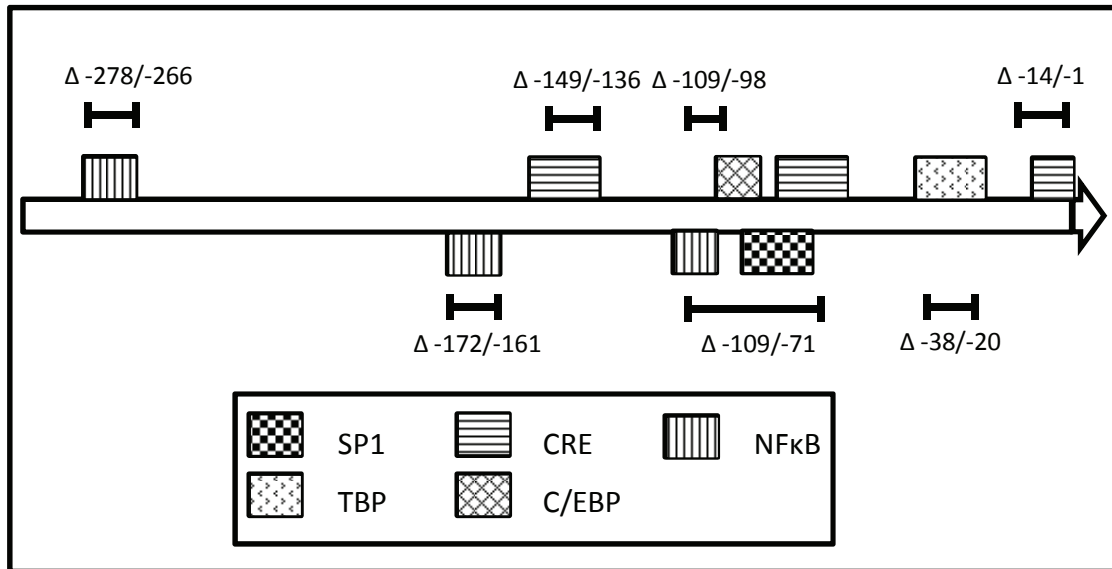 Δ -278/-266
Δ -149/-136
Δ -109/-98
Δ -14/-1
Δ -172/-161
Δ -109/-71
Δ -38/-20
SP1
CRE
NFκB
TBP
C/EBP